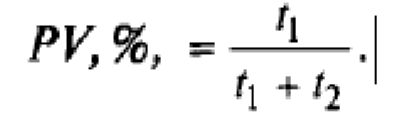 PV, %, = t₁ / (t₁ + t₂).